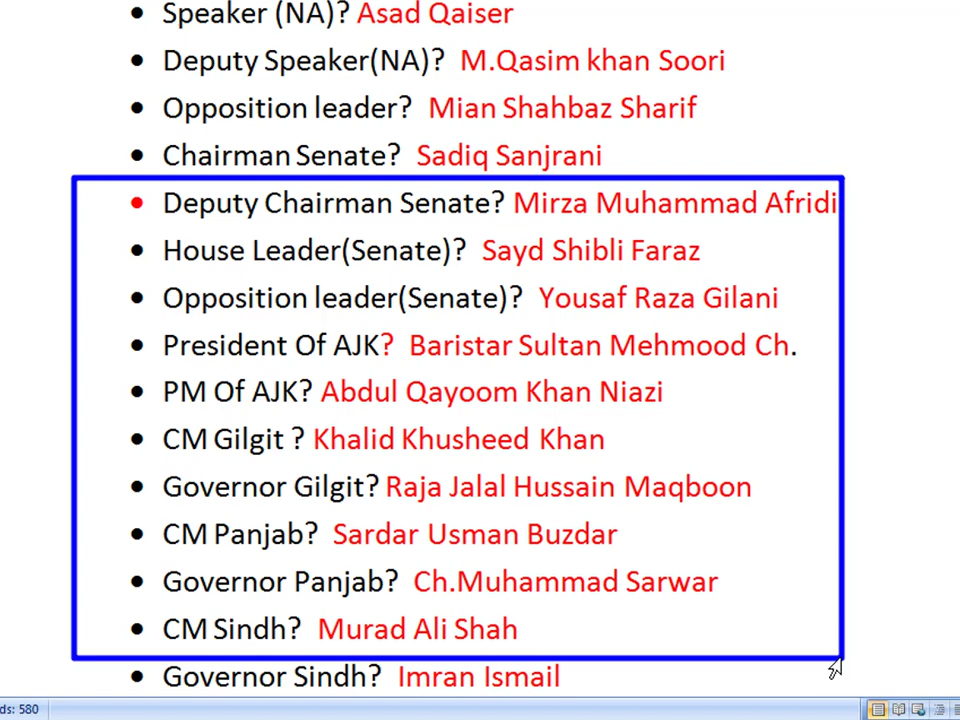 • Speaker (NA)? Asad Qaiser
• Deputy Speaker(NA)? M.Qasim khan Soori
• Opposition leader? Mian Shahbaz Sharif
• Chairman Senate? Sadiq Sanjrani
• Deputy Chairman Senate? Mirza Muhammad Afridi
• House Leader(Senate)? Sayd Shibli Faraz
• Opposition leader(Senate)? Yousaf Raza Gilani
• President Of AJK? Baristar Sultan Mehmood Ch.
• PM Of AJK? Abdul Qayoom Khan Niazi
• CM Gilgit ? Khalid Khusheed Khan
• Governor Gilgit? Raja Jalal Hussain Maqboon
• CM Panjab? Sardar Usman Buzdar
• Governor Panjab? Ch.Muhammad Sarwar
• CM Sindh? Murad Ali Shah
• Governor Sindh? Imran Ismail
ds: 580